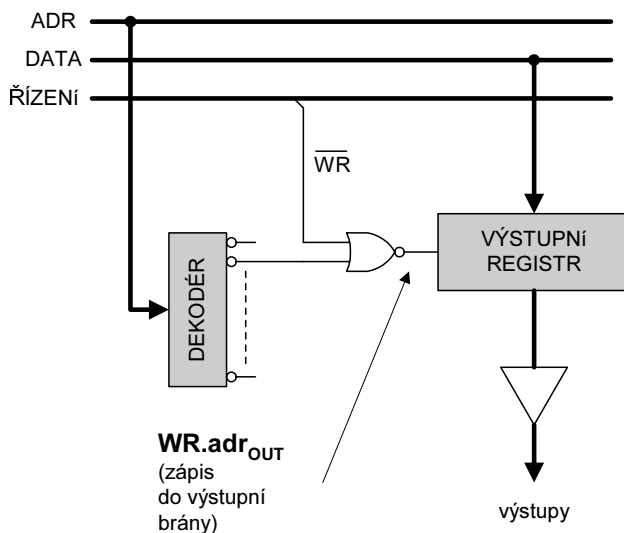 ADR
DATA
ŘÍZENí
WR
VÝSTUPNí
REGISTR
DEKODÉR
WR.adrOUT
(zápis
do výstupní
brány)
výstupy